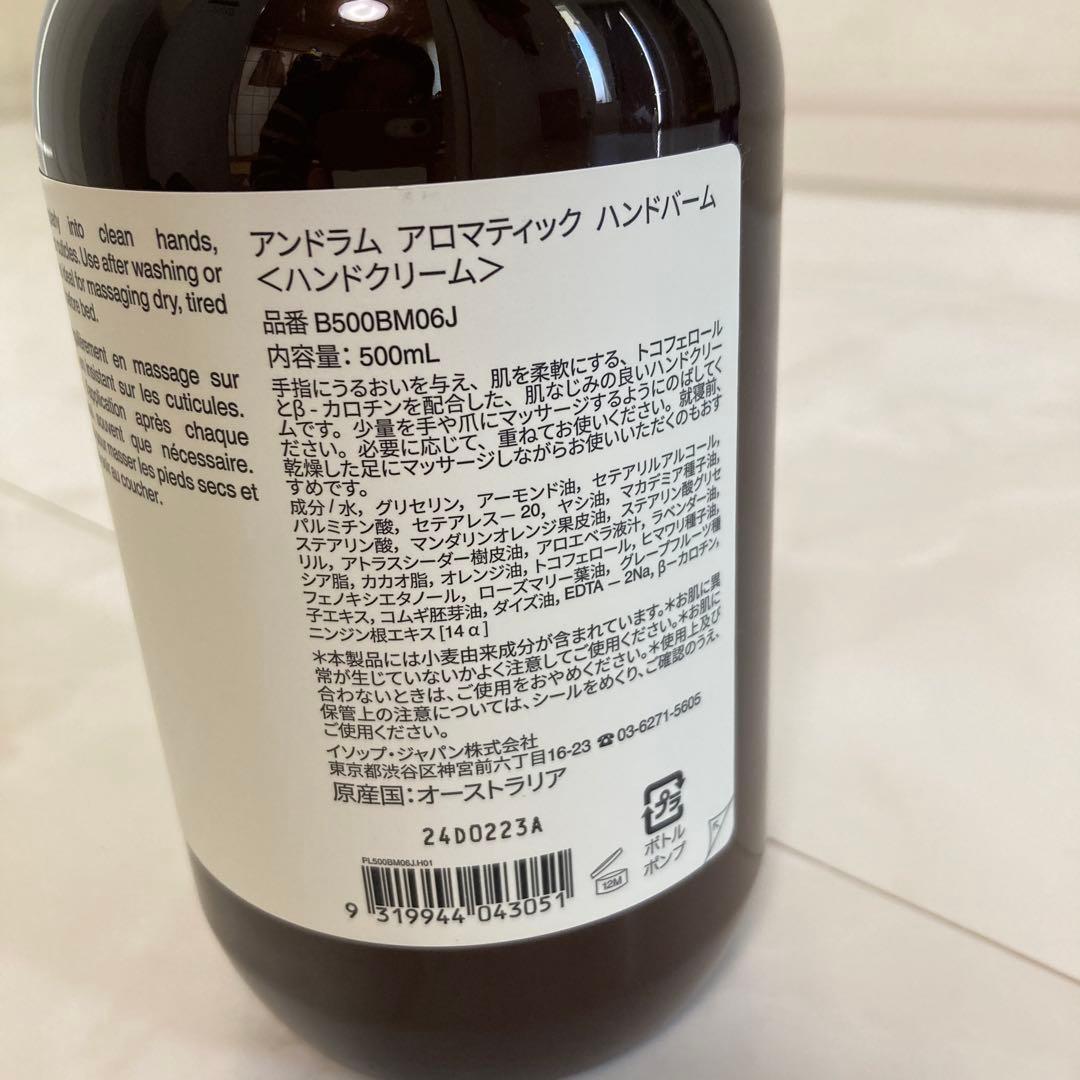 into clean hands,
Use after washing or
for massaging dry, tired
bed.
en massage sur
insistant sur les cuticules.
après chaque
souvent que nécessaire.
masser les pieds secs et
au coucher.
アンドラム アロマティック ハンドバーム
<ハンドクリーム>
品番 B500BM06J
内容量: 500mL
手指にうるおいを与え、肌を柔軟にする、トコフェロール
とβ-カロチンを配合した、肌なじみの良いハンドクリー
ムです。少量を手や爪にマッサージするようにのばしてく
ださい。必要に応じて、重ねてお使いください。就寝前、
乾燥した足にマッサージしながらお使いいただくのもおす
すめです。
成分/水, グリセリン, アーモンド油, セテアリルアルコール,
パルミチン酸, セテアレス-20, ヤシ油, マカデミア種子油,
ステアリン酸, マンダリンオレンジ果皮油, ステアリン酸グリセ
リル, アトラスシーダー樹皮油, アロエベラ液汁, ラベンダー油,
シア脂, カカオ脂, オレンジ油, トコフェロール, ヒマワリ種子油,
フェノキシエタノール, ローズマリー葉油, グレープフルーツ種
子エキス, コムギ胚芽油, ダイズ油, EDTA-2Na, β-カロチン,
ニンジン根エキス [14α]
*本製品には小麦由来成分が含まれています。*お肌に異
常が生じていないかよく注意してご使用ください。*お肌に
合わないときは、ご使用をおやめください。*使用上及び
保管上の注意については、シールをめくり、ご確認のうえ、
ご使用ください。
イソップ・ジャパン株式会社
東京都渋谷区神宮前六丁目16-23 ☎03-6271-5605
原産国:オーストラリア
24D0223A
PL500BM06J.H01
9 319944 043051
12M
プラ
ボトル
ポンプ